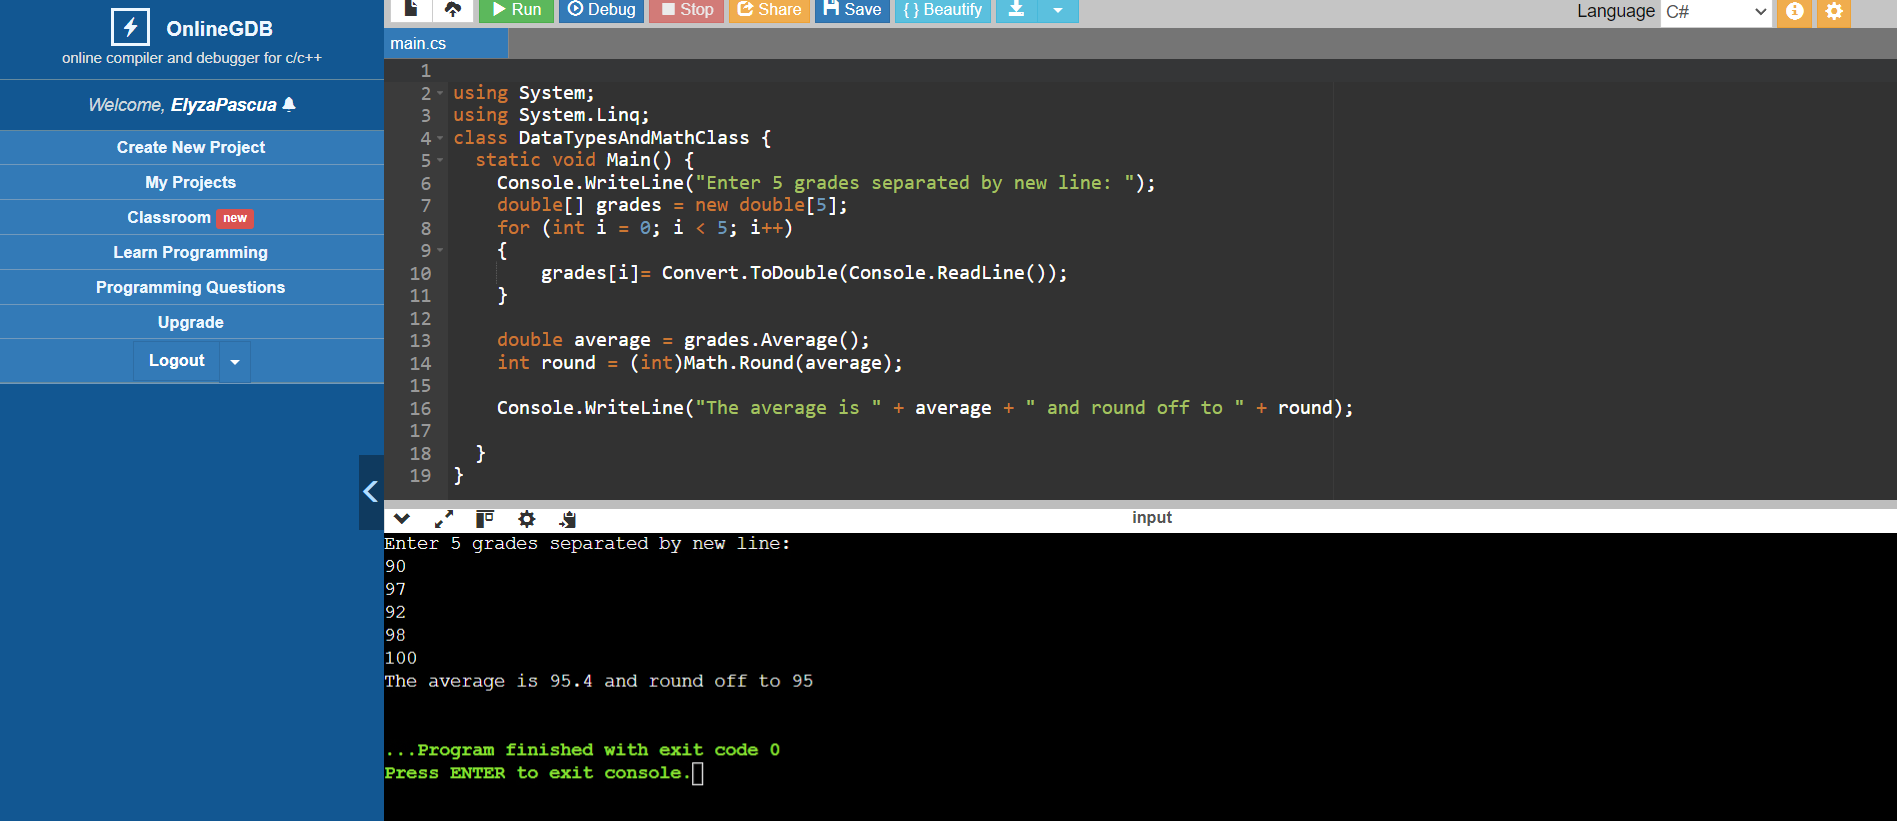 OnlineGDB
online compiler and debugger for c/c++
Welcome, ElyzaPascua
Create New Project
My Projects
Classroom new
Learn Programming
Programming Questions
Upgrade
Logout
Run Debug Stop Share Save { } Beautify
Language C#
main.cs
1
2 using System;
3 using System.Linq;
4 class DataTypesAndMathClass {
5 static void Main() {
6 Console.WriteLine("Enter 5 grades separated by new line: ");
7 double[] grades = new double[5];
8 for (int i = 0; i < 5; i++)
9 {
10 grades[i]= Convert.ToDouble(Console.ReadLine());
11 }
12
13 double average = grades.Average();
14 int round = (int)Math.Round(average);
15
16 Console.WriteLine("The average is " + average + " and round off to " + round);
17
18 }
19 }
input
Enter 5 grades separated by new line:
90
97
92
98
100
The average is 95.4 and round off to 95
...Program finished with exit code 0
Press ENTER to exit console.